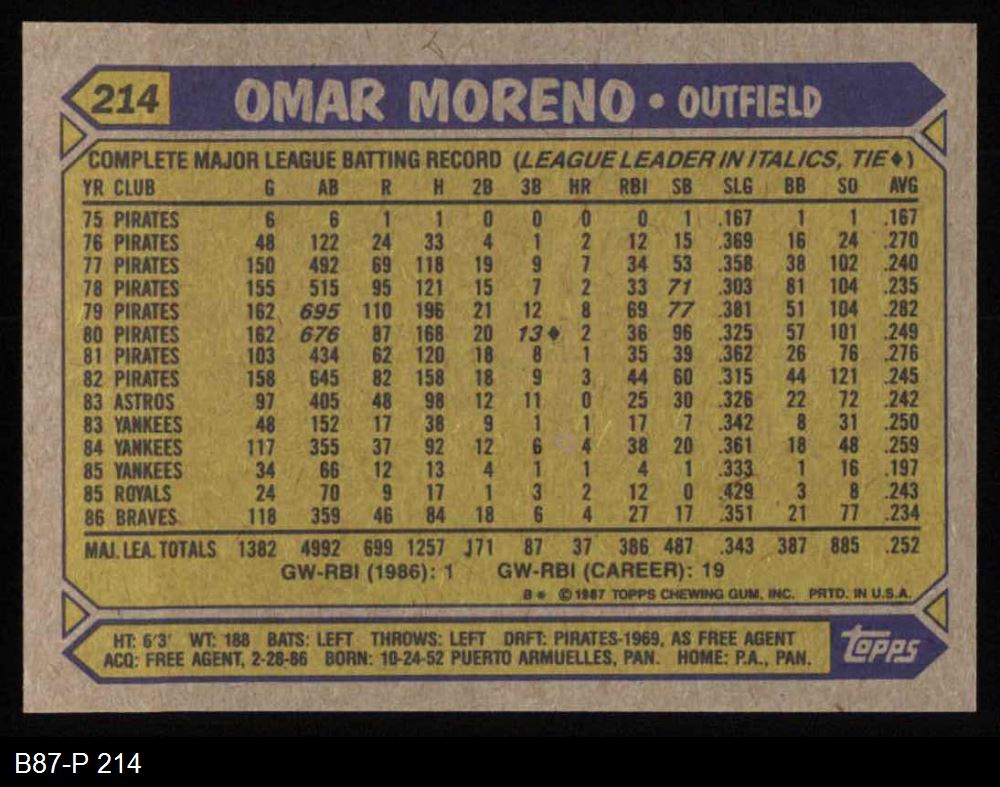 214 OMAR MORENO • OUTFIELD
COMPLETE MAJOR LEAGUE BATTING RECORD (LEAGUE LEADER IN ITALICS, TIE♦)
YR CLUB G AB R H 2B 3B HR RBI SB SLG BB SO AVG
75 PIRATES 6 6 1 1 0 0 0 0 1 .167 1 1 .167
76 PIRATES 48 122 24 33 4 1 2 12 15 .369 16 24 .270
77 PIRATES 150 492 69 118 19 9 7 34 53 .358 38 102 .240
78 PIRATES 155 515 95 121 15 7 2 33 71 .303 81 104 .235
79 PIRATES 162 695 110 196 21 12 8 69 77 .381 51 104 .282
80 PIRATES 162 676 87 168 20 13♦ 2 36 96 .325 57 101 .249
81 PIRATES 103 434 62 120 18 8 1 35 39 .362 26 76 .276
82 PIRATES 158 645 82 158 18 9 3 44 60 .315 44 121 .245
83 ASTROS 97 405 48 98 12 11 0 25 30 .326 22 72 .242
83 YANKEES 48 152 17 38 9 1 1 17 7 .342 8 31 .250
84 YANKEES 117 355 37 92 12 6 4 38 20 .361 18 48 .259
85 YANKEES 34 66 12 13 4 1 1 4 1 .333 1 16 .197
85 ROYALS 24 70 9 17 1 3 2 12 0 .429 3 8 .243
86 BRAVES 118 359 46 84 18 6 4 27 17 .351 21 77 .234
MAJ. LEA. TOTALS 1382 4992 699 1257 171 87 37 386 487 .343 387 885 .252
GW-RBI (1986): 1 GW-RBI (CAREER): 19
B* © 1987 TOPPS CHEWING GUM, INC. PRTD. IN U.S.A.
HT: 6'3' WT: 188 BATS: LEFT THROWS: LEFT DRFT: PIRATES-1969, AS FREE AGENT
ACQ: FREE AGENT, 2-28-86 BORN: 10-24-52 PUERTO ARMUELLES, PAN. HOME: P.A., PAN.
Topps
B87-P 214